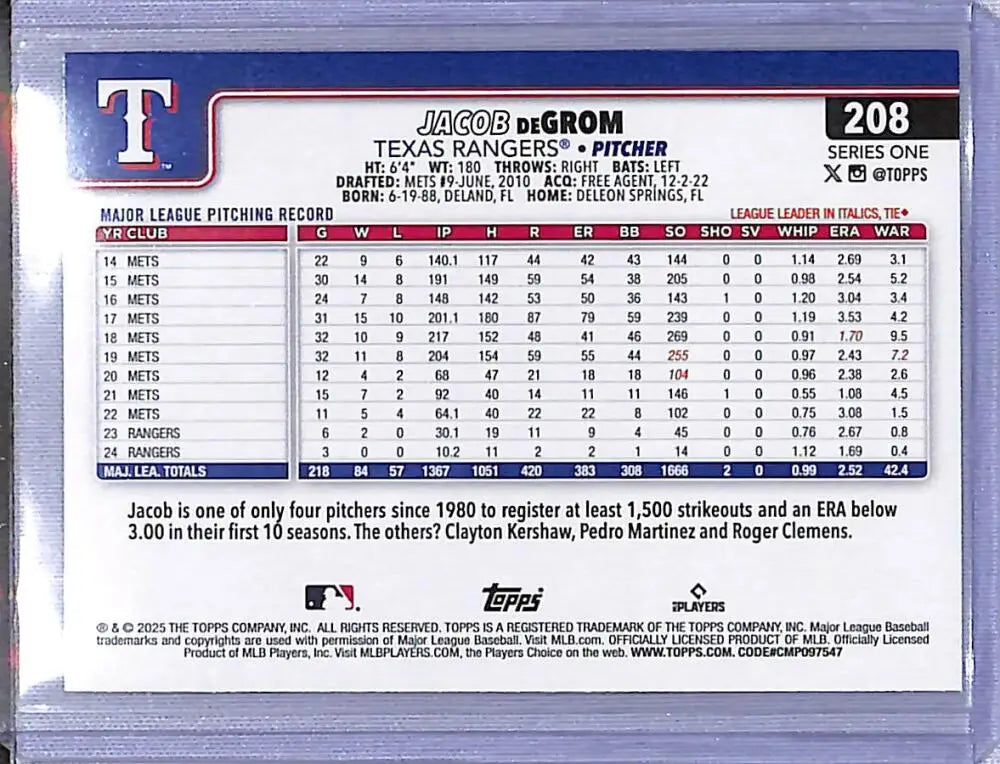 T
TM
JACOB DEGROM
208
TEXAS RANGERS® • PITCHER
SERIES ONE
HT: 6'4" WT: 180 THROWS: RIGHT BATS: LEFT
X @TOPPS
DRAFTED: METS #9-JUNE, 2010 ACQ: FREE AGENT, 12-2-22
BORN: 6-19-88, DELAND, FL HOME: DELEON SPRINGS, FL
MAJOR LEAGUE PITCHING RECORD LEAGUE LEADER IN ITALICS, TIE◆
YR CLUB G W L IP H R ER BB SO SHO SV WHIP ERA WAR
14 METS 22 9 6 140.1 117 44 42 43 144 0 0 1.14 2.69 3.1
15 METS 30 14 8 191 149 59 54 38 205 0 0 0.98 2.54 5.2
16 METS 24 7 8 148 142 53 50 36 143 1 0 1.20 3.04 3.4
17 METS 31 15 10 201.1 180 87 79 59 239 0 0 1.19 3.53 4.2
18 METS 32 10 9 217 152 48 41 46 269 0 0 0.91 1.70 9.5
19 METS 32 11 8 204 154 59 55 44 255 0 0 0.97 2.43 7.2
20 METS 12 4 2 68 47 21 18 18 104 0 0 0.96 2.38 2.6
21 METS 15 7 2 92 40 14 11 11 146 1 0 0.55 1.08 4.5
22 METS 11 5 4 64.1 40 22 22 8 102 0 0 0.75 3.08 1.5
23 RANGERS 6 2 0 30.1 19 11 9 4 45 0 0 0.76 2.67 0.8
24 RANGERS 3 0 0 10.2 11 2 2 1 14 0 0 1.12 1.69 0.4
MAJ. LEA. TOTALS 218 84 57 1367 1051 420 383 308 1666 2 0 0.99 2.52 42.4
Jacob is one of only four pitchers since 1980 to register at least 1,500 strikeouts and an ERA below
3.00 in their first 10 seasons. The others? Clayton Kershaw, Pedro Martinez and Roger Clemens.
Topps
PLAYERS
® & © 2025 THE TOPPS COMPANY, INC. ALL RIGHTS RESERVED. TOPPS IS A REGISTERED TRADEMARK OF THE TOPPS COMPANY, INC. Major League Baseball
trademarks and copyrights are used with permission of Major League Baseball. Visit MLB.com. OFFICIALLY LICENSED PRODUCT OF MLB. Officially Licensed
Product of MLB Players, Inc. Visit MLBPLAYERS.COM, the Players Choice on the web. WWW.TOPPS.COM. CODE#CMP097547